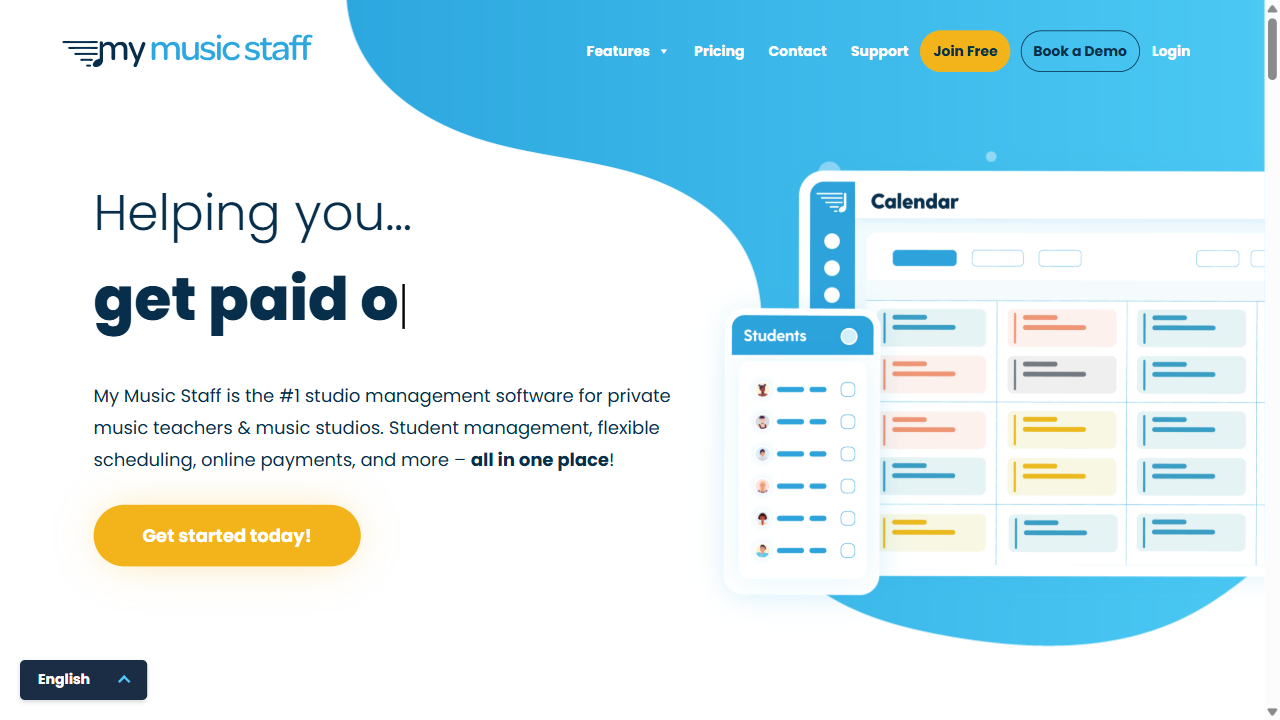 my music staff
Features Pricing Contact Support Join Free Book a Demo Login
Helping you...
get paid o
My Music Staff is the #1 studio management software for private
music teachers & music studios. Student management, flexible
scheduling, online payments, and more – all in one place!
Get started today!
Calendar
Students
English